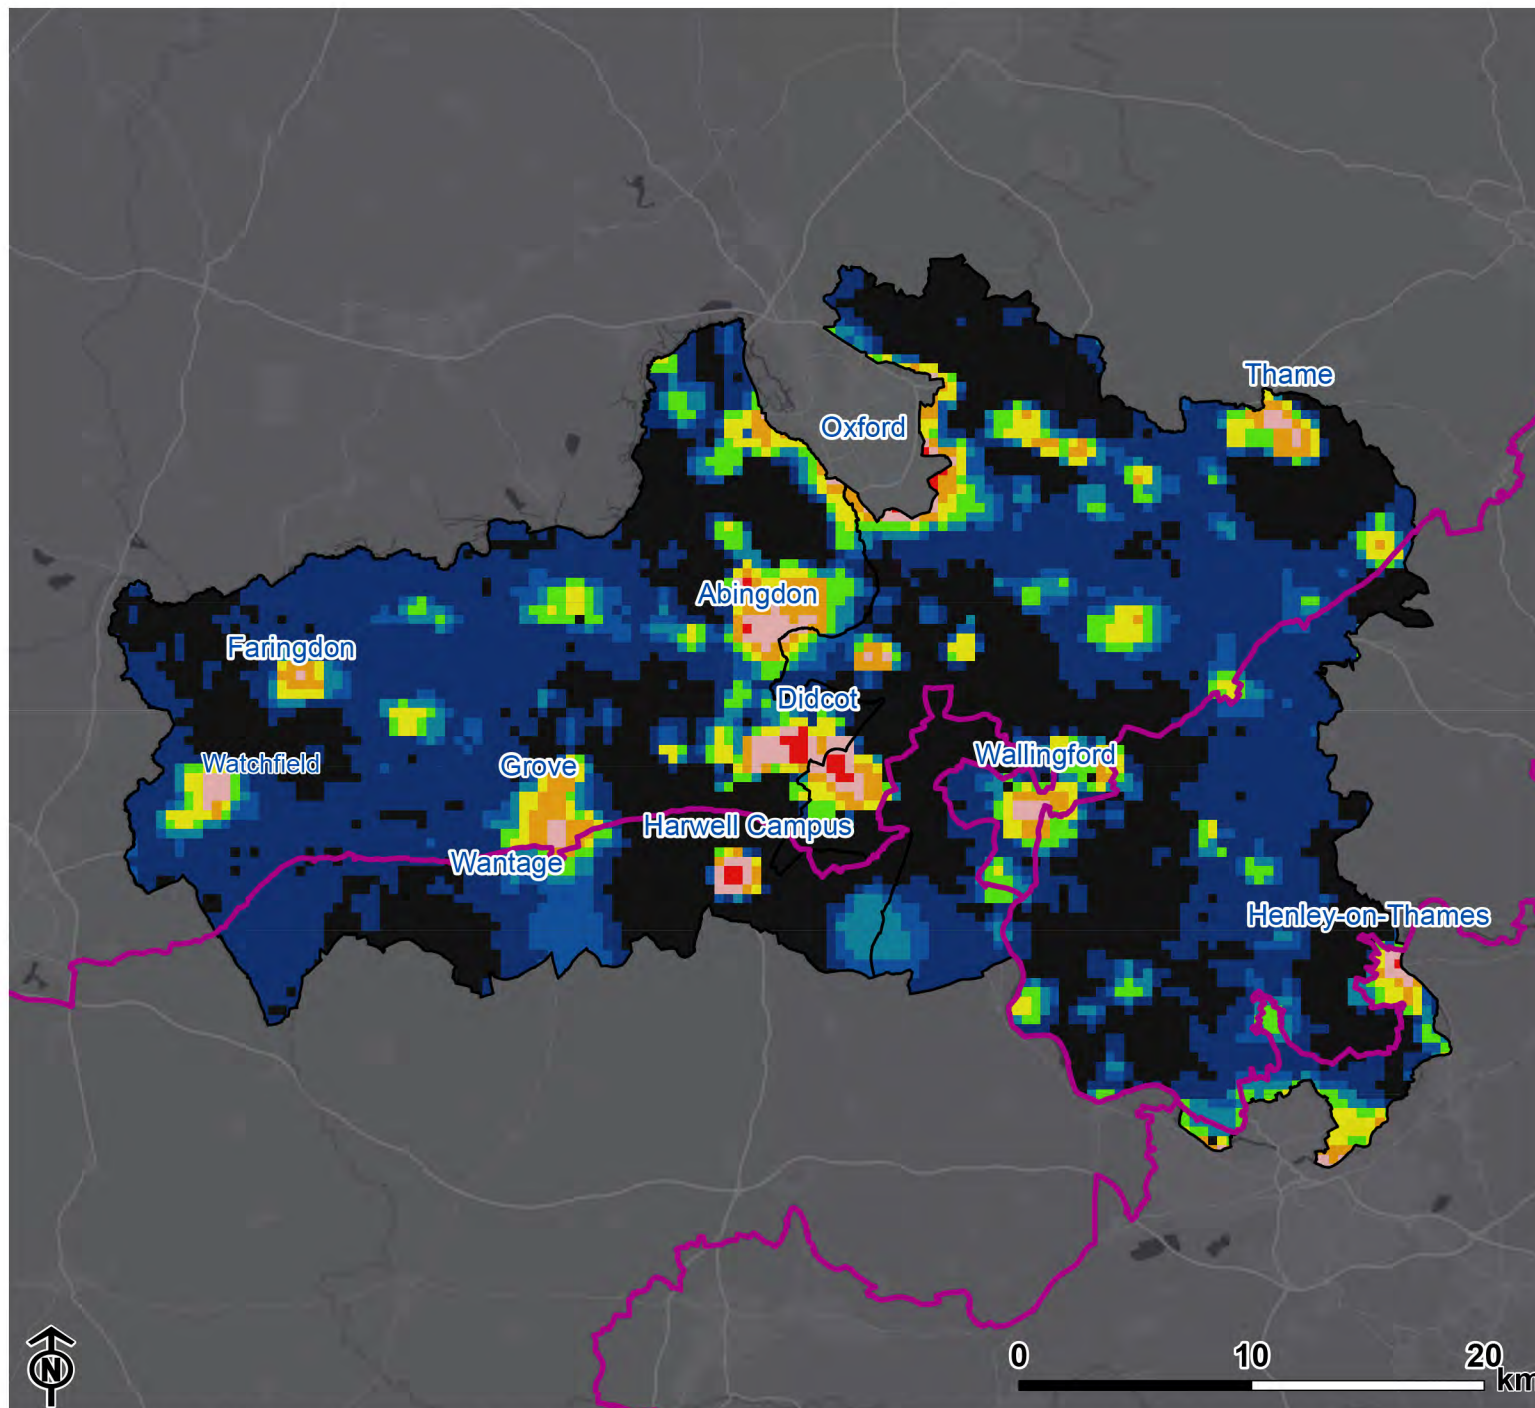 Thame
Oxford
Abingdon
Faringdon
Didcot
Wallingford
Watchfield
Grove
Harwell Campus
Wantage
Henley-on-Thames
N
0 10 20
km